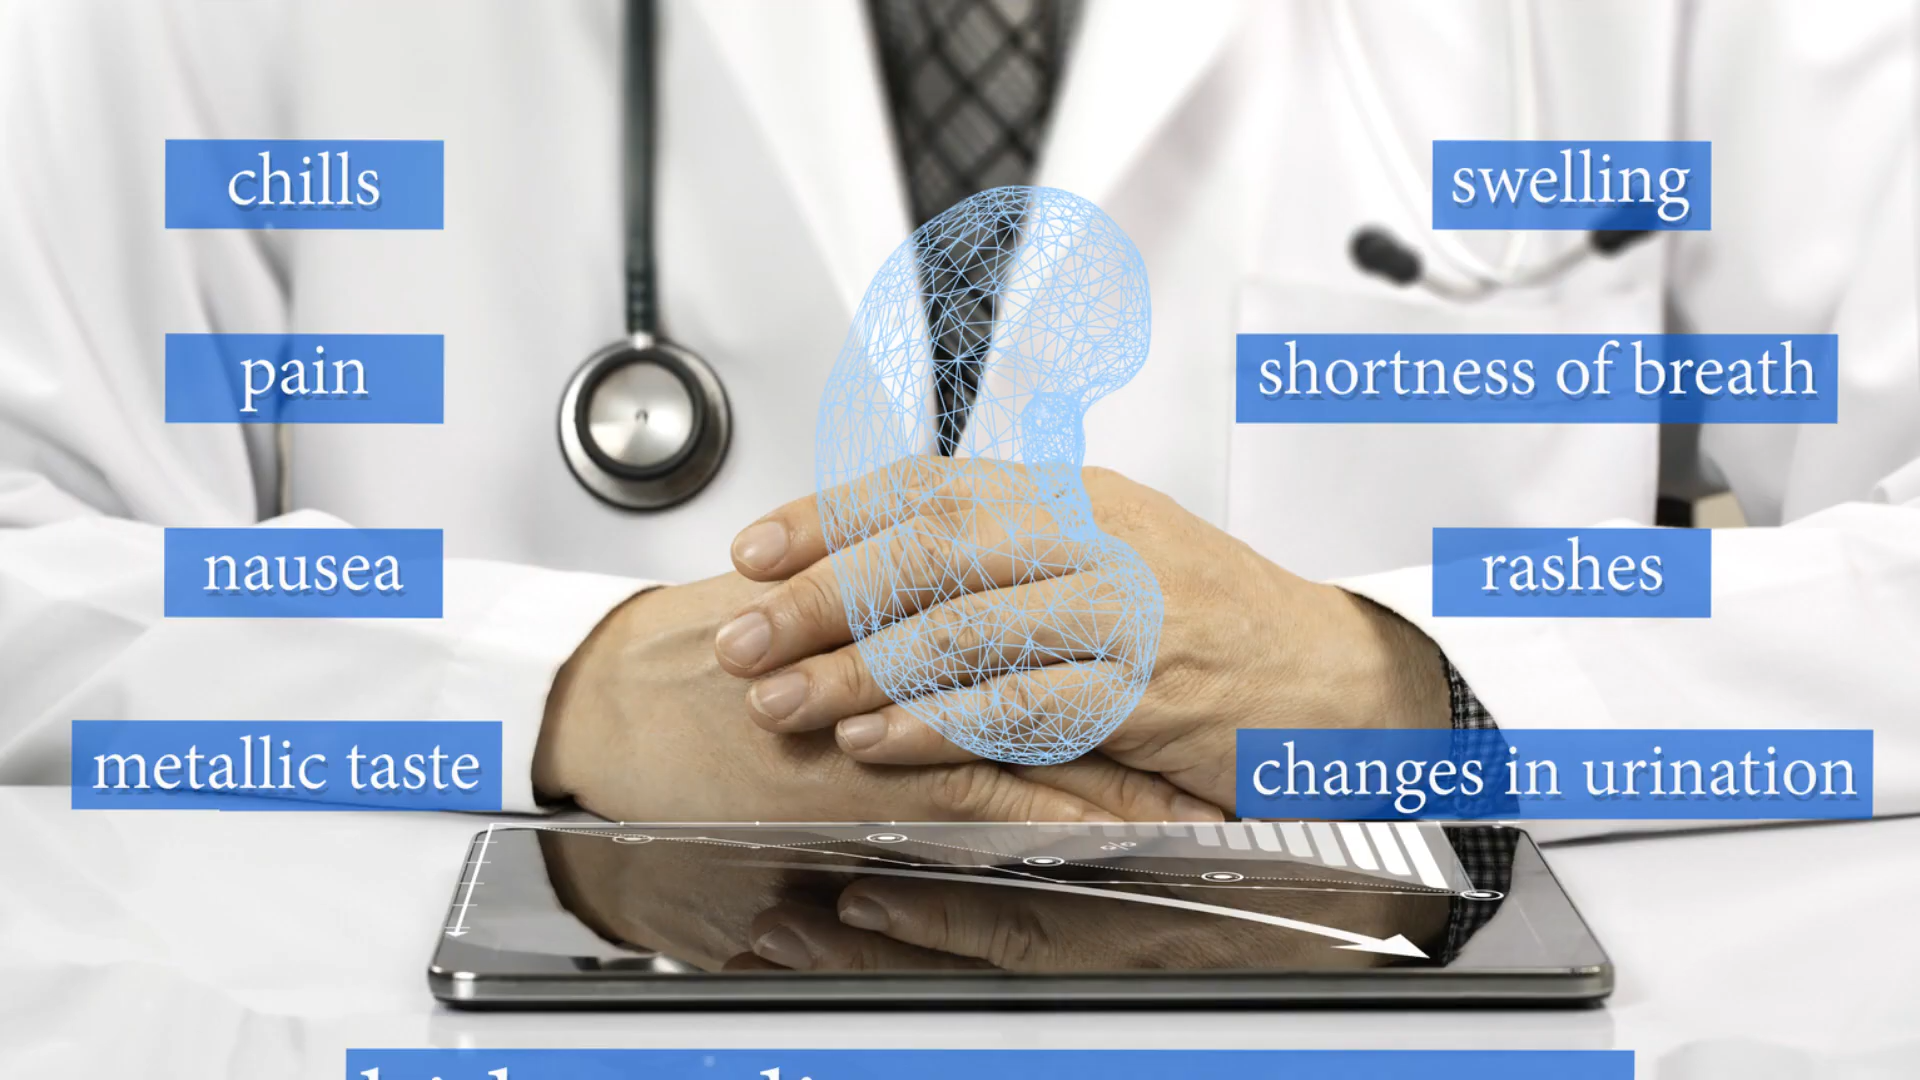 chills
swelling
pain
shortness of breath
nausea
rashes
metallic taste
changes in urination
%